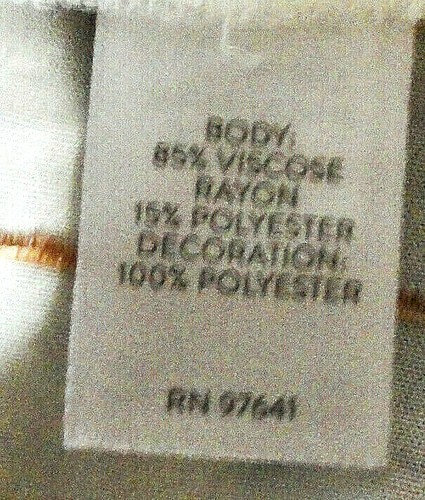 BODY:
85% VISCOSE
RAYON
15% POLYESTER
DECORATION:
100% POLYESTER
RN 97641